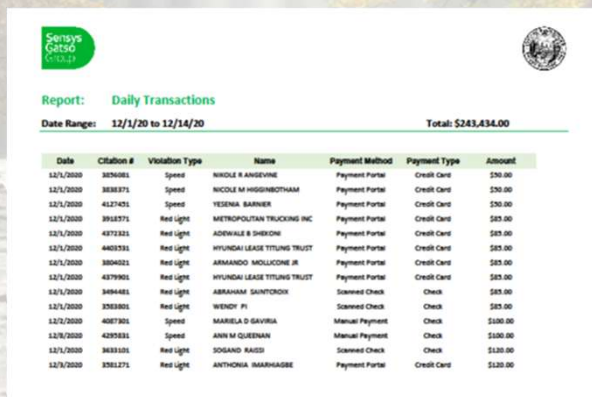 Sensys
Gatso
Group
Report: Daily Transactions
Date Range: 12/1/20 to 12/14/20 Total: $243,434.00
Date Citation # Violation Type Name Payment Method Payment Type Amount
12/1/2020 3856081 Speed NIKOLE R ANGEVINE Payment Portal Credit Card $50.00
12/1/2020 3838371 Speed NICOLE M HIGGINBOTHAM Payment Portal Credit Card $50.00
12/1/2020 4127451 Speed YESENIA BARNIER Payment Portal Credit Card $50.00
12/1/2020 3918571 Red Light METROPOLITAN TRUCKING INC Payment Portal Credit Card $85.00
12/1/2020 4372321 Red Light ADEWALE B SHEKONI Payment Portal Credit Card $85.00
12/1/2020 4403531 Red Light HYUNDAI LEASE TITLING TRUST Payment Portal Credit Card $85.00
12/1/2020 3804021 Red Light ARMANDO MOLLICONE JR Payment Portal Credit Card $85.00
12/1/2020 4379901 Red Light HYUNDAI LEASE TITLING TRUST Payment Portal Credit Card $85.00
12/1/2020 3494481 Red Light ABRAHAM SAINTCROIX Scanned Check Check $85.00
12/1/2020 3583801 Red Light WENDY PI Scanned Check Check $85.00
12/2/2020 4087301 Speed MARIELA D GAVIRIA Manual Payment Check $100.00
12/8/2020 4295831 Speed ANN M QUEENAN Manual Payment Check $100.00
12/1/2020 3633101 Red Light SOGAND RAISSI Scanned Check Check $120.00
12/3/2020 3581271 Red Light ANTHONIA IMARHIAGBE Payment Portal Credit Card $120.00